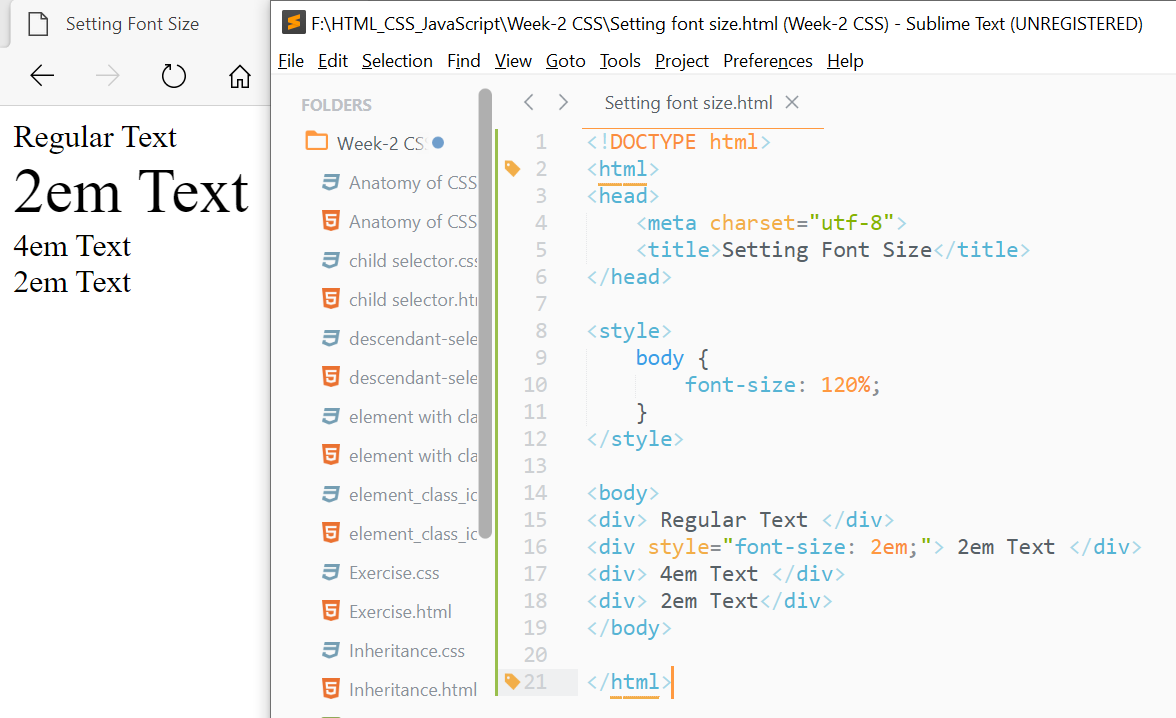 Setting Font Size
Regular Text
2em Text
4em Text
2em Text
F:\HTML_CSS_JavaScript\Week-2 CSS\Setting font size.html (Week-2 CSS) - Sublime Text (UNREGISTERED)
File Edit Selection Find View Goto Tools Project Preferences Help
FOLDERS
Week-2 CS
Anatomy of CSS
Anatomy of CSS
child selector.css
child selector.htm
descendant-sele
descendant-sele
element with cla
element with cla
element_class_ic
element_class_ic
Exercise.css
Exercise.html
Inheritance.css
Inheritance.html
Setting font size.html
1 <!DOCTYPE html>
2 <html>
3 <head>
4     <meta charset="utf-8">
5     <title>Setting Font Size</title>
6 </head>
7
8 <style>
9     body {
10         font-size: 120%;
11     }
12 </style>
13
14 <body>
15 <div> Regular Text </div>
16 <div style="font-size: 2em;"> 2em Text </div>
17 <div> 4em Text </div>
18 <div> 2em Text</div>
19 </body>
20
21 </html>